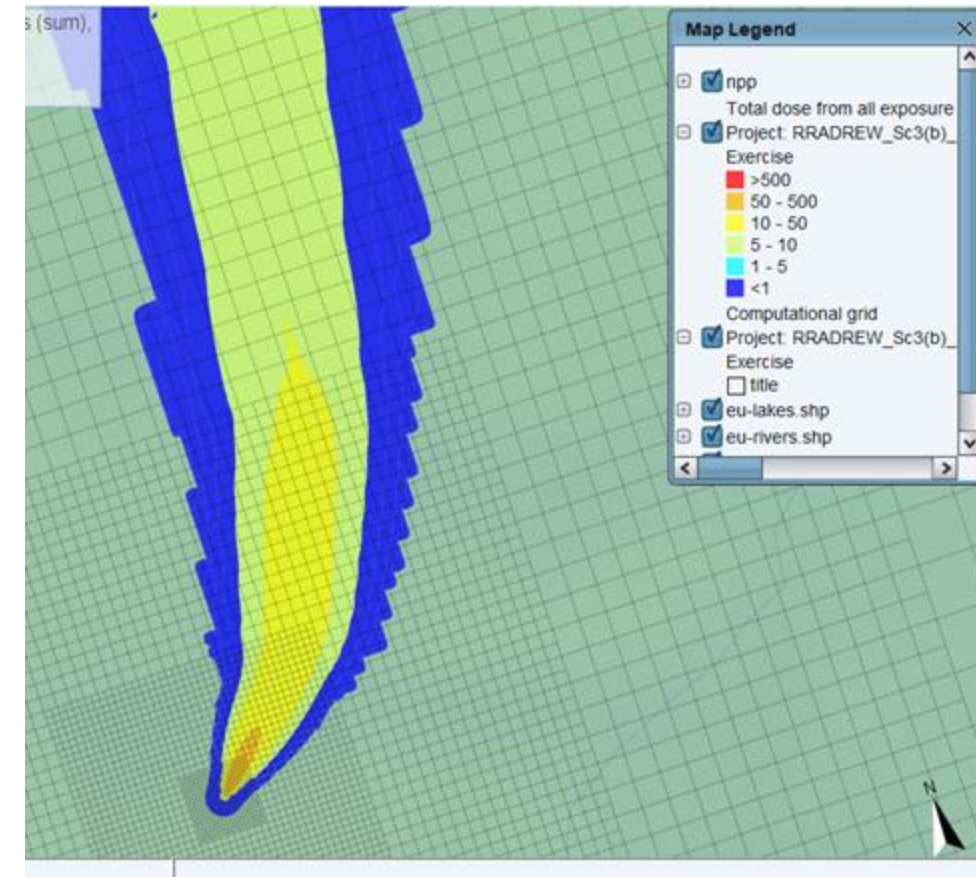 s (sum),
Map Legend
npp
Total dose from all exposure
Project: RRADREW_Sc3(b)_
Exercise
>500
50 - 500
10 - 50
5 - 10
1 - 5
<1
Computational grid
Project: RRADREW_Sc3(b)_
Exercise
title
eu-lakes.shp
eu-rivers.shp
N